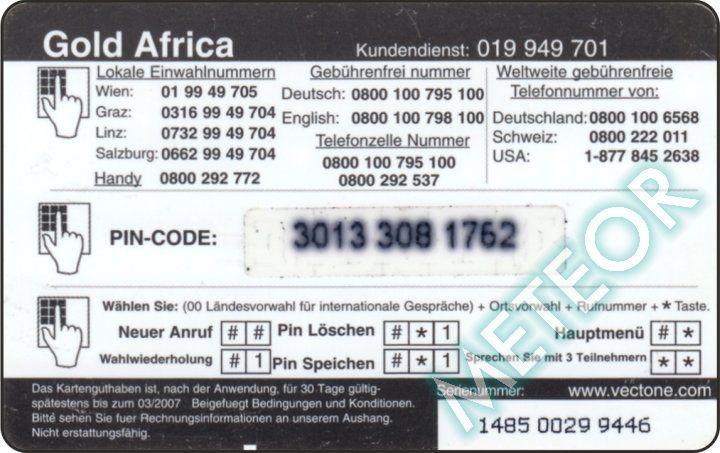 Gold Africa
Kundendienst: 019 949 701
Lokale Einwahlnummern
Wien: 01 99 49 705
Graz: 0316 99 49 704
Linz: 0732 99 49 704
Salzburg: 0662 99 49 704
Handy 0800 292 772
Gebührenfrei nummer
Deutsch: 0800 100 795 100
English: 0800 100 798 100
Telefonzelle Nummer
0800 100 795 100
0800 292 537
Weltweite gebührenfreie
Telefonnummer von:
Deutschland: 0800 100 6568
Schweiz: 0800 222 011
USA: 1-877 845 2638
PIN-CODE: 3013 308 1762
Wählen Sie: (00 Ländesvorwahl für internationale Gespräche) + Ortsvorwahl + Rufnummer + * Taste.
Neuer Anruf # # Pin Löschen # * 1 Hauptmenü # *
Wahlwiederholung # 1 Pin Speichen # * 1 Sprechen Sie mit 3 Teilnehmern * *
Das Kartenguthaben ist, nach der Anwendung, für 30 Tage gültig-
spätestens bis zum 03/2007 Beigefuegt Bedingungen und Konditionen.
Bitte sehen Sie fuer Rechnungsinformationen an unserem Aushang.
Nicht erstattungsfähig.
Serienummer: www.vectone.com
1485 0029 9446
METEOR